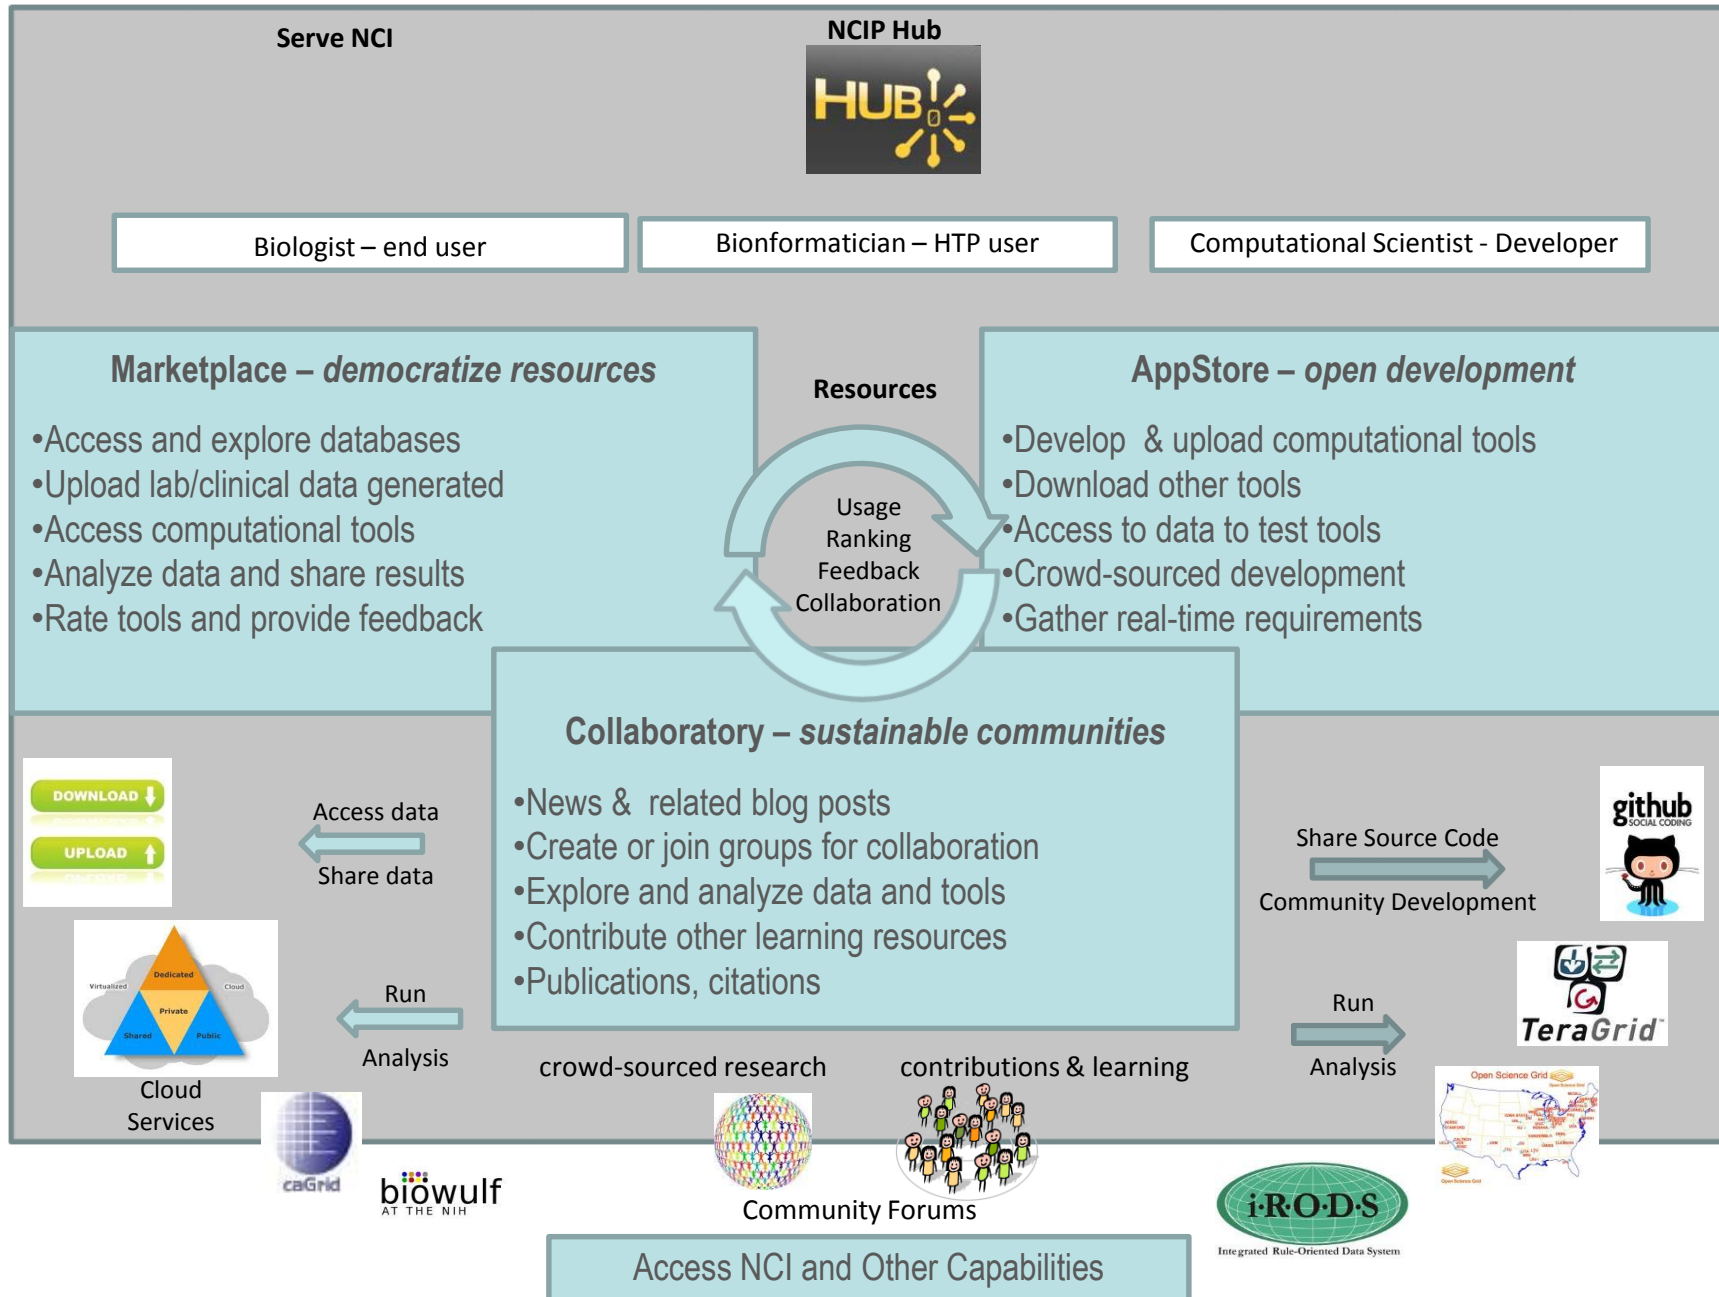 Serve NCI
NCIP Hub
HUB
Biologist – end user
Bionformatician – HTP user
Computational Scientist - Developer
Marketplace – democratize resources
•Access and explore databases
•Upload lab/clinical data generated
•Access computational tools
•Analyze data and share results
•Rate tools and provide feedback
Resources
Usage
Ranking
Feedback
Collaboration
AppStore – open development
•Develop & upload computational tools
•Download other tools
•Access to data to test tools
•Crowd-sourced development
•Gather real-time requirements
Collaboratory – sustainable communities
•News & related blog posts
•Create or join groups for collaboration
•Explore and analyze data and tools
•Contribute other learning resources
•Publications, citations
DOWNLOAD
UPLOAD
Access data
Share data
Dedicated
Virtualized
Cloud
Private
Shared
Public
Run
Analysis
Cloud
Services
caGrid
biowulf
AT THE NIH
crowd-sourced research
contributions & learning
Community Forums
Share Source Code
Community Development
github
SOCIAL CODING
Run
Analysis
TeraGrid™
Open Science Grid
Open Science Grid
Open Science Grid
i·R·O·D·S
Integrated Rule-Oriented Data System
Access NCI and Other Capabilities